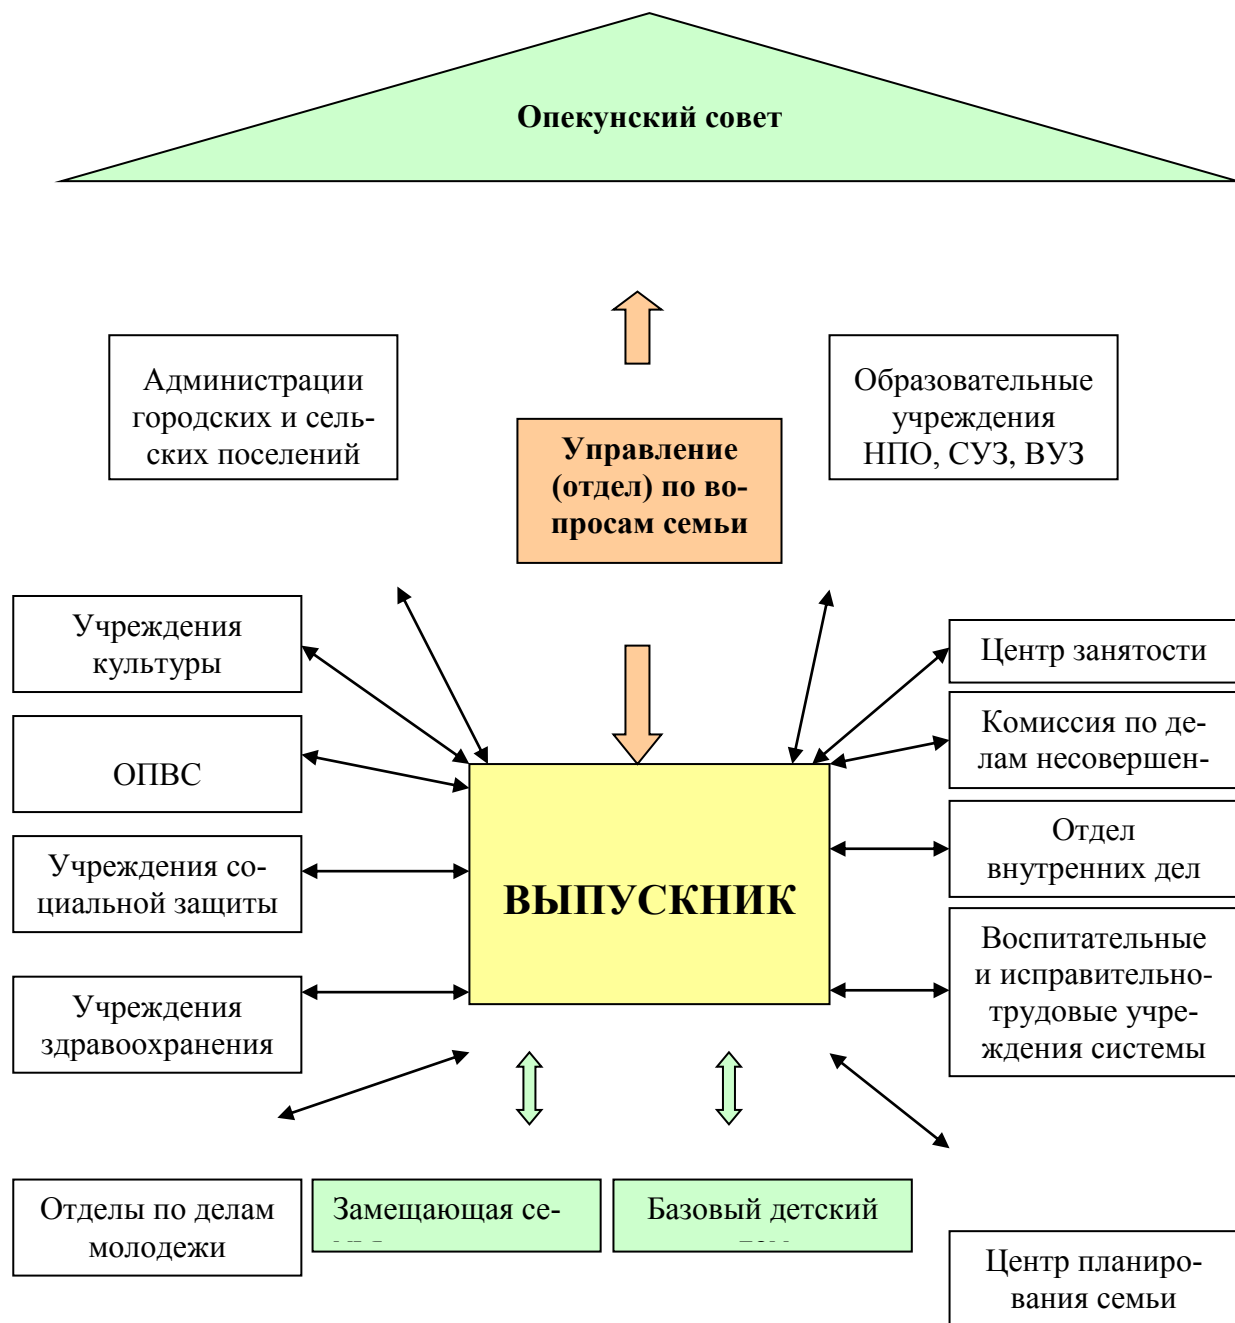 Опекунский совет
Администрации
городских и сель-
ских поселений
Управление
(отдел) по во-
просам семьи
Образовательные
учреждения
НПО, СУЗ, ВУЗ
Учреждения
культуры
ОПВС
Учреждения со-
циальной защиты
Учреждения
здравоохранения
ВЫПУСКНИК
Центр занятости
Комиссия по де-
лам несовершен-
Отдел
внутренних дел
Воспитательные
и исправительно-
трудовые учре-
ждения системы
Отделы по делам
молодежи
Замещающая се-
Базовый детский
Центр планиро-
вания семьи